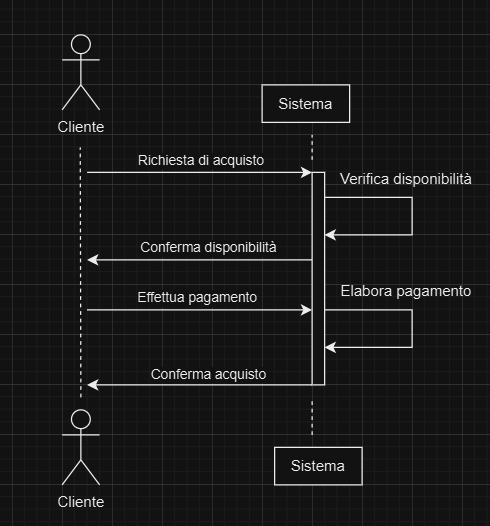 Cliente
Sistema
Richiesta di acquisto
Verifica disponibilità
Conferma disponibilità
Effettua pagamento
Elabora pagamento
Conferma acquisto
Cliente
Sistema